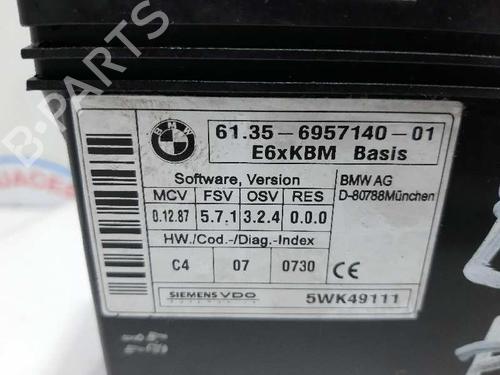 BMW
61.35 - 6957140 - 01
E6xKBM Basis
Software, Version
MCV FSV OSV RES
0.12.87 5.7.1 3.2.4 0.0.0
HW./Cod.-/Diag.-Index
C4 07 0730
BMW AG
D-80788München
CE
SIEMENS VDO
5WK49111
B-PARTS